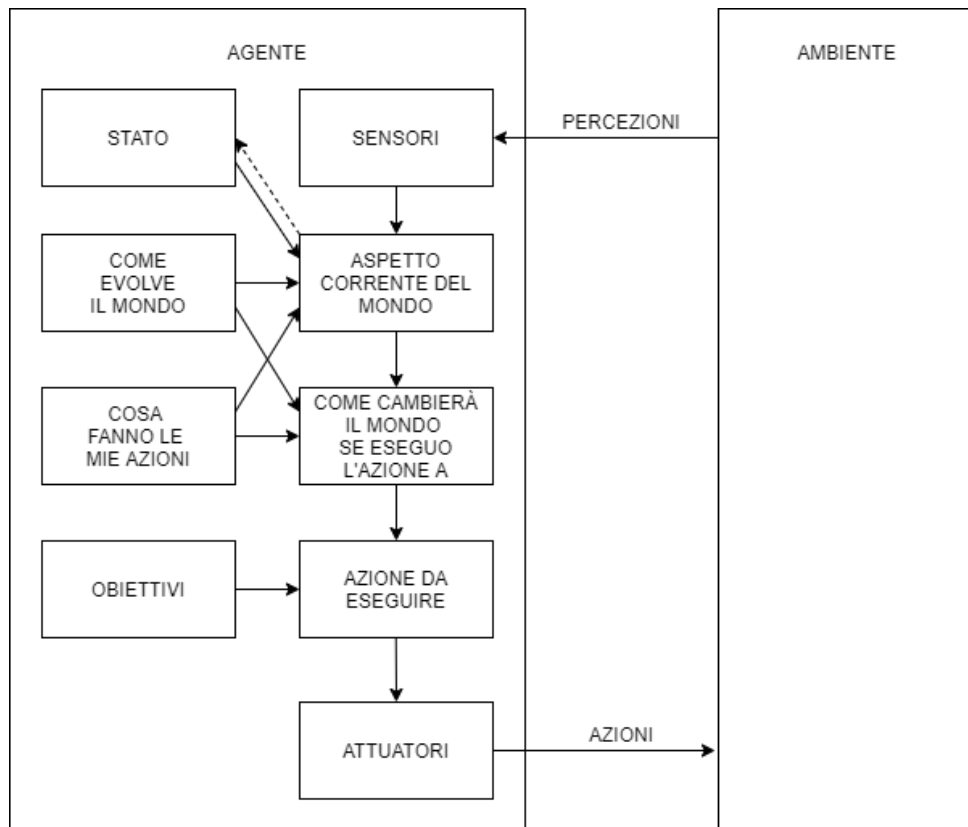 AGENTE
AMBIENTE
STATO
SENSORI
PERCEZIONI
COME
EVOLVE
IL MONDO
ASPETTO
CORRENTE DEL
MONDO
COSA
FANNO LE
MIE AZIONI
COME CAMBIERÀ
IL MONDO
SE ESEGUO
L'AZIONE A
OBIETTIVI
AZIONE DA
ESEGUIRE
ATTUATORI
AZIONI